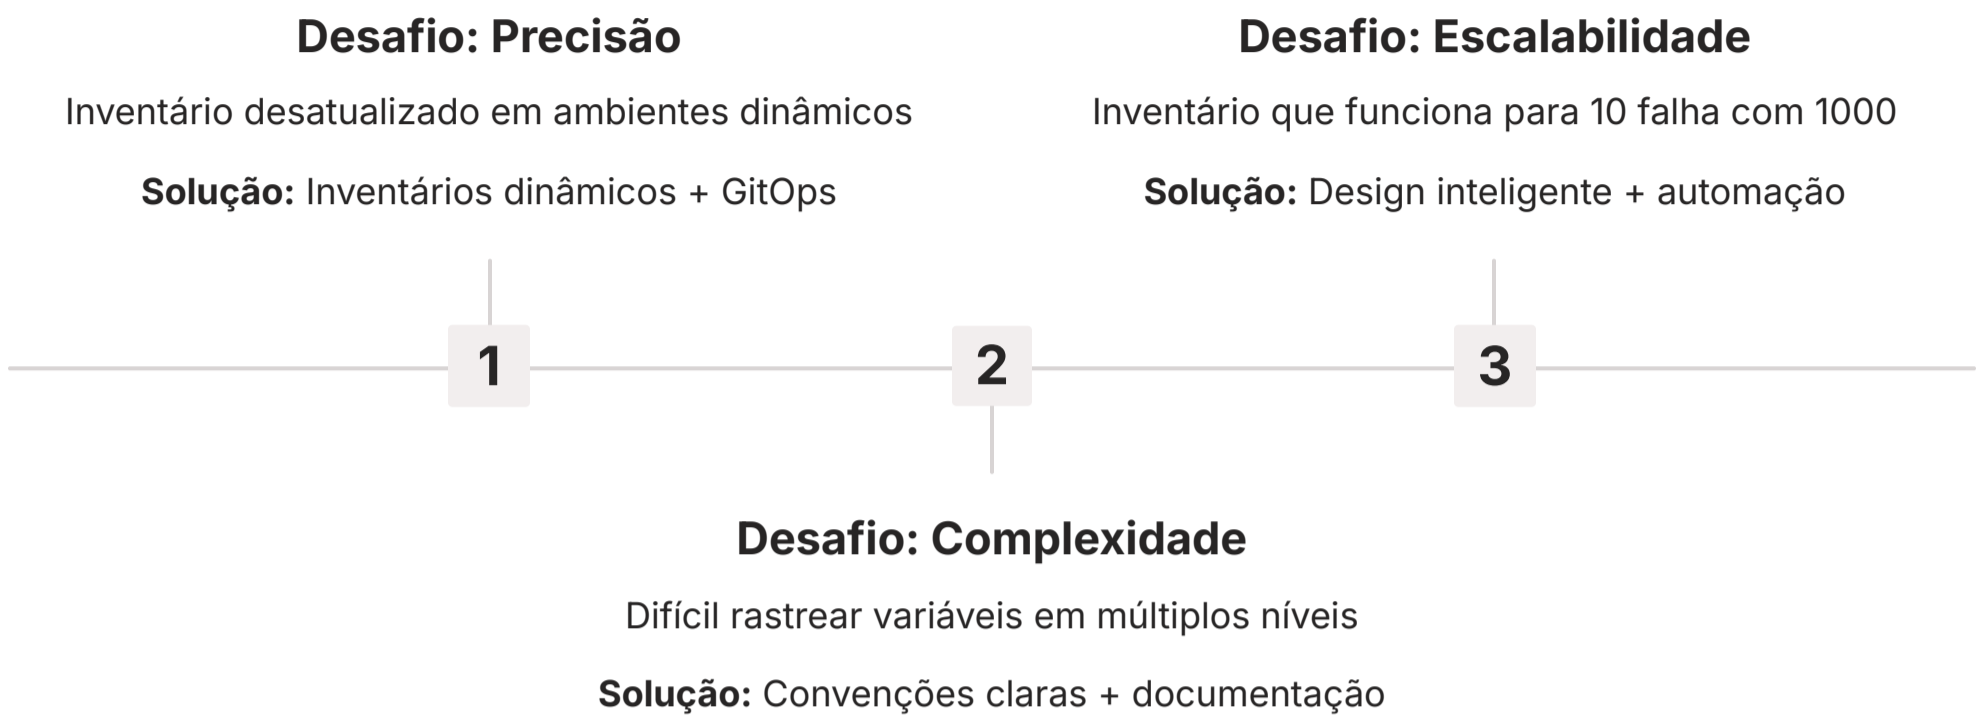 Desafio: Precisão
Inventário desatualizado em ambientes dinâmicos
Solução: Inventários dinâmicos + GitOps
Desafio: Escalabilidade
Inventário que funciona para 10 falha com 1000
Solução: Design inteligente + automação
1
2
3
Desafio: Complexidade
Difícil rastrear variáveis em múltiplos níveis
Solução: Convenções claras + documentação